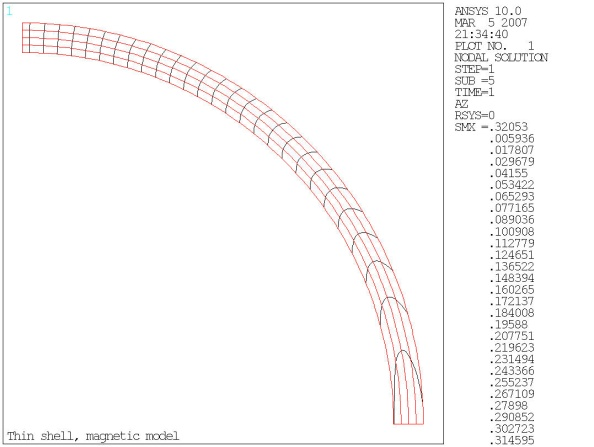 1
ANSYS 10.0
MAR 5 2007
21:34:40
PLOT NO. 1
NODAL SOLUTION
STEP=1
SUB =5
TIME=1
AZ
RSYS=0
SMX =.32053
.005936
.017807
.029679
.04155
.053422
.065293
.077165
.089036
.100908
.112779
.124651
.136522
.148394
.160265
.172137
.184008
.19588
.207751
.219623
.231494
.243366
.255237
.267109
.27898
.290852
.302723
.314595
Thin shell, magnetic model